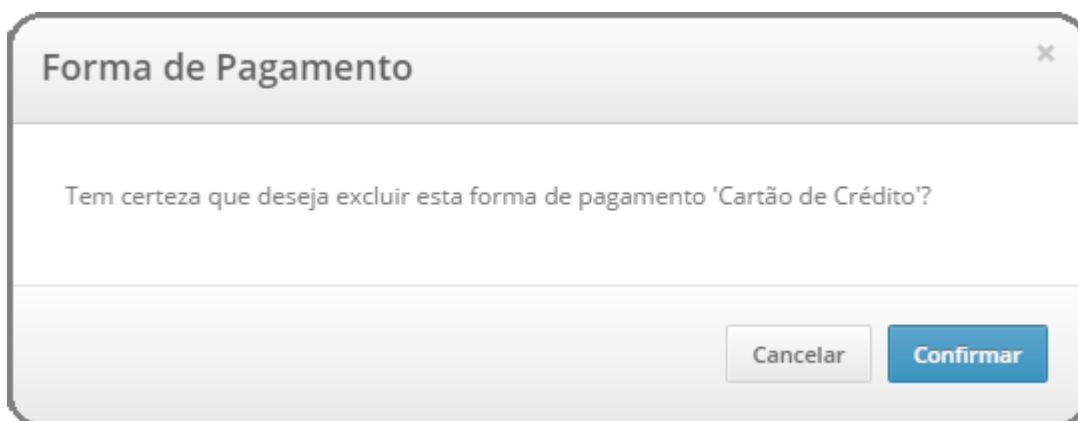 Forma de Pagamento
×
Tem certeza que deseja excluir esta forma de pagamento 'Cartão de Crédito'?
Cancelar
Confirmar